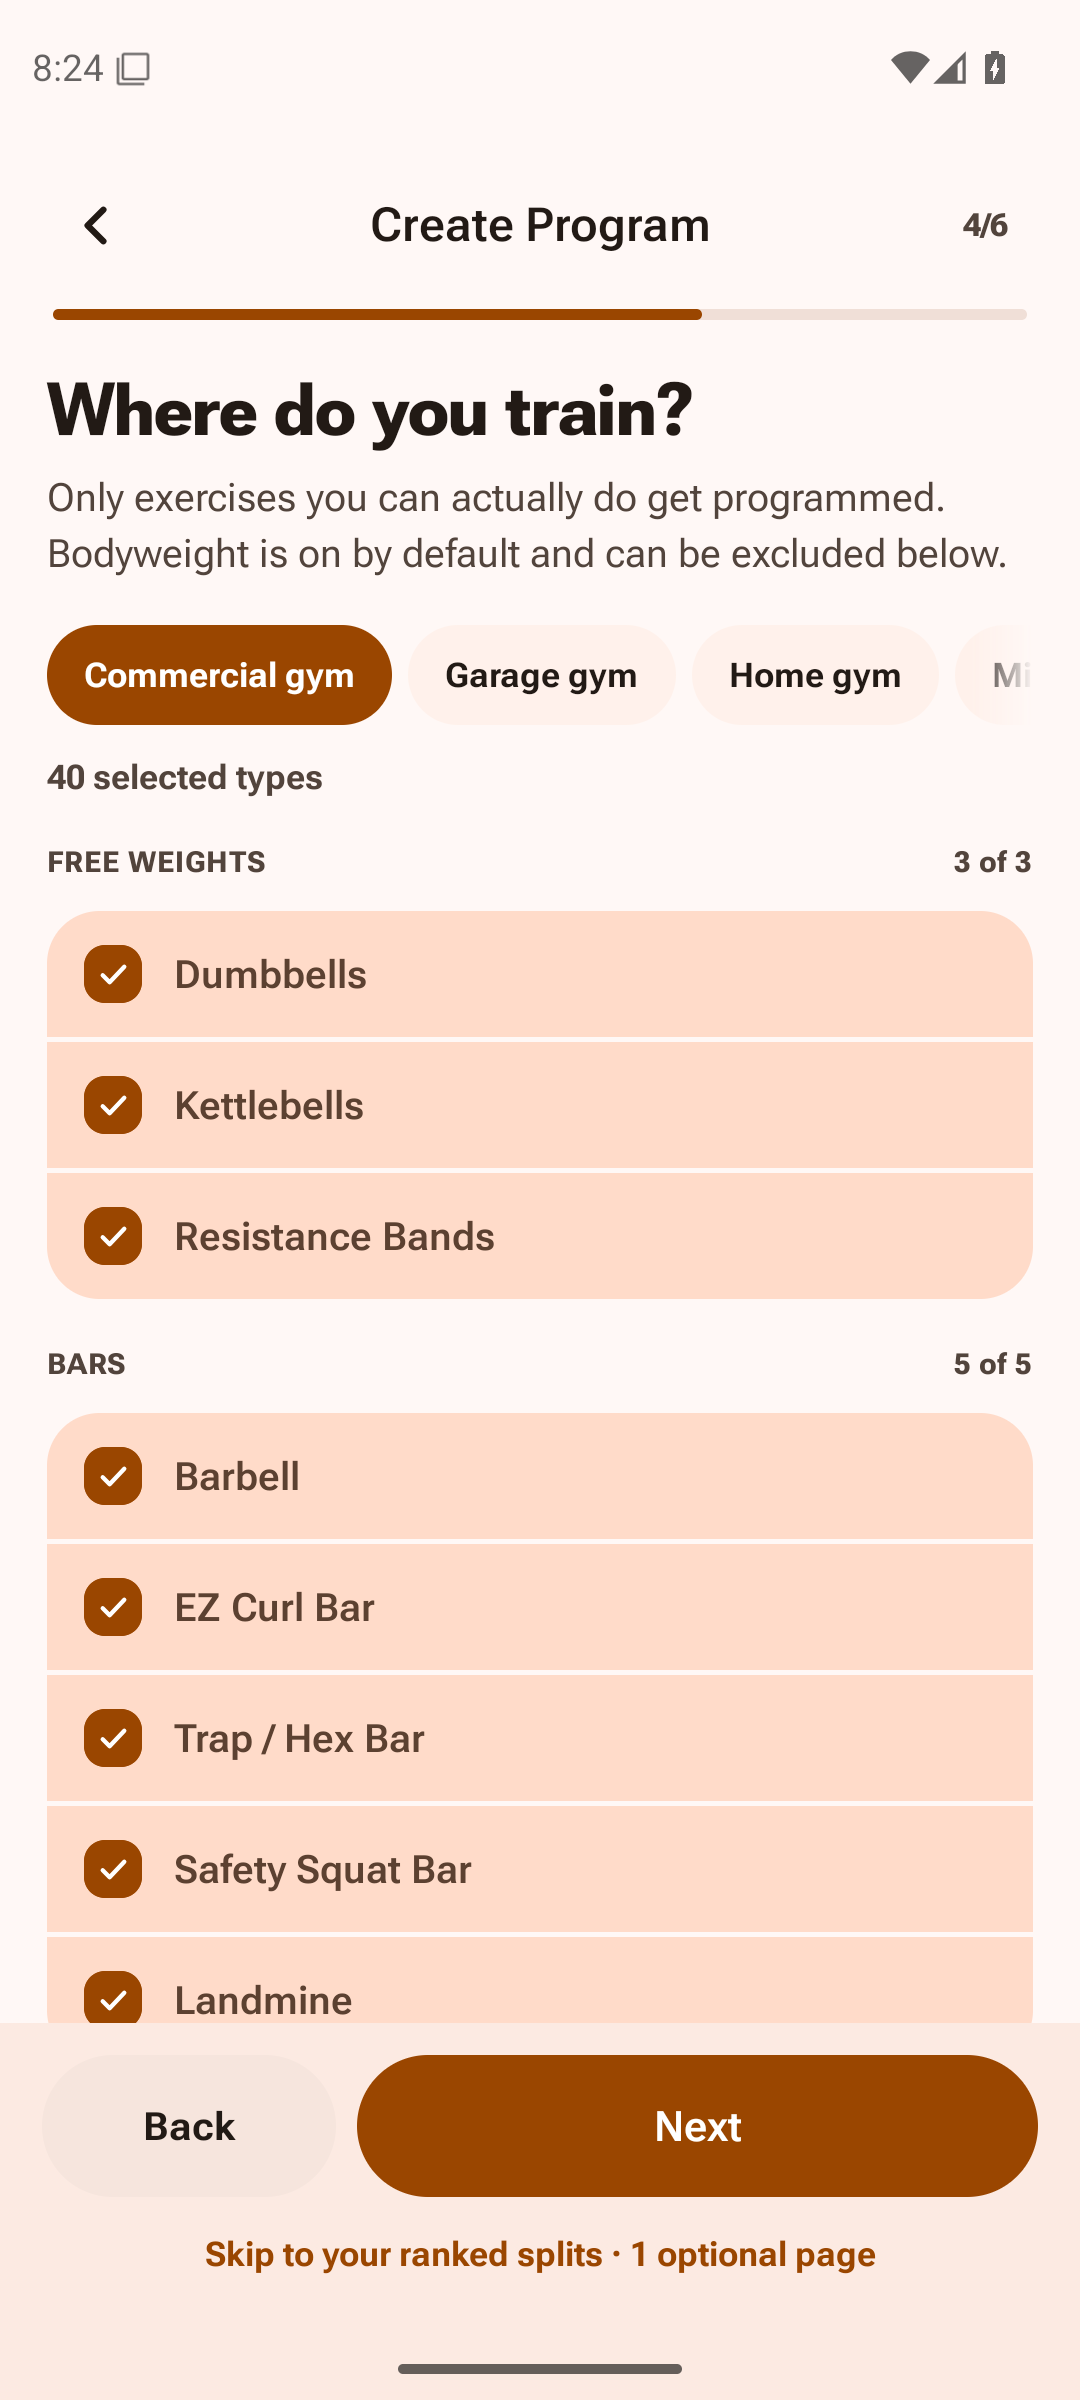 8:24
Create Program
4/6
Where do you train?
Only exercises you can actually do get programmed.
Bodyweight is on by default and can be excluded below.
Commercial gym
Garage gym
Home gym
40 selected types
FREE WEIGHTS
3 of 3
Dumbbells
Kettlebells
Resistance Bands
BARS
5 of 5
Barbell
EZ Curl Bar
Trap / Hex Bar
Safety Squat Bar
Landmine
Back
Next
Skip to your ranked splits · 1 optional page